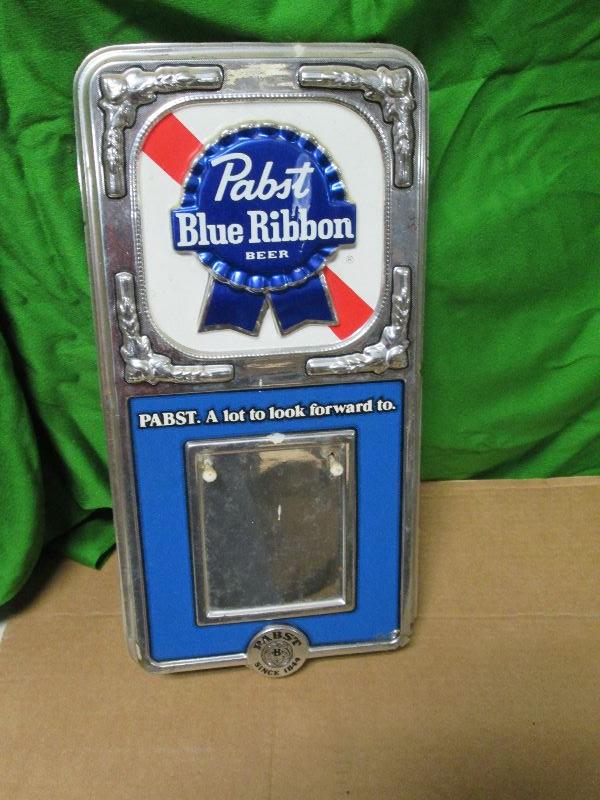 Pabst
Blue Ribbon
BEER
®
PABST. A lot to look forward to.
PABST
B
SINCE 1844